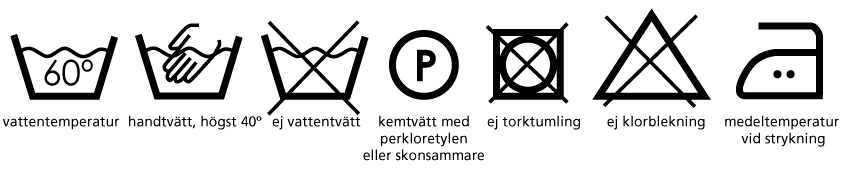 60°
P
vattentemperatur
handtvätt, högst 40°
ej vattentvätt
kemtvätt med
perkloretylen
eller skonsammare
ej torktumling
ej klorblekning
medeltemperatur
vid strykning